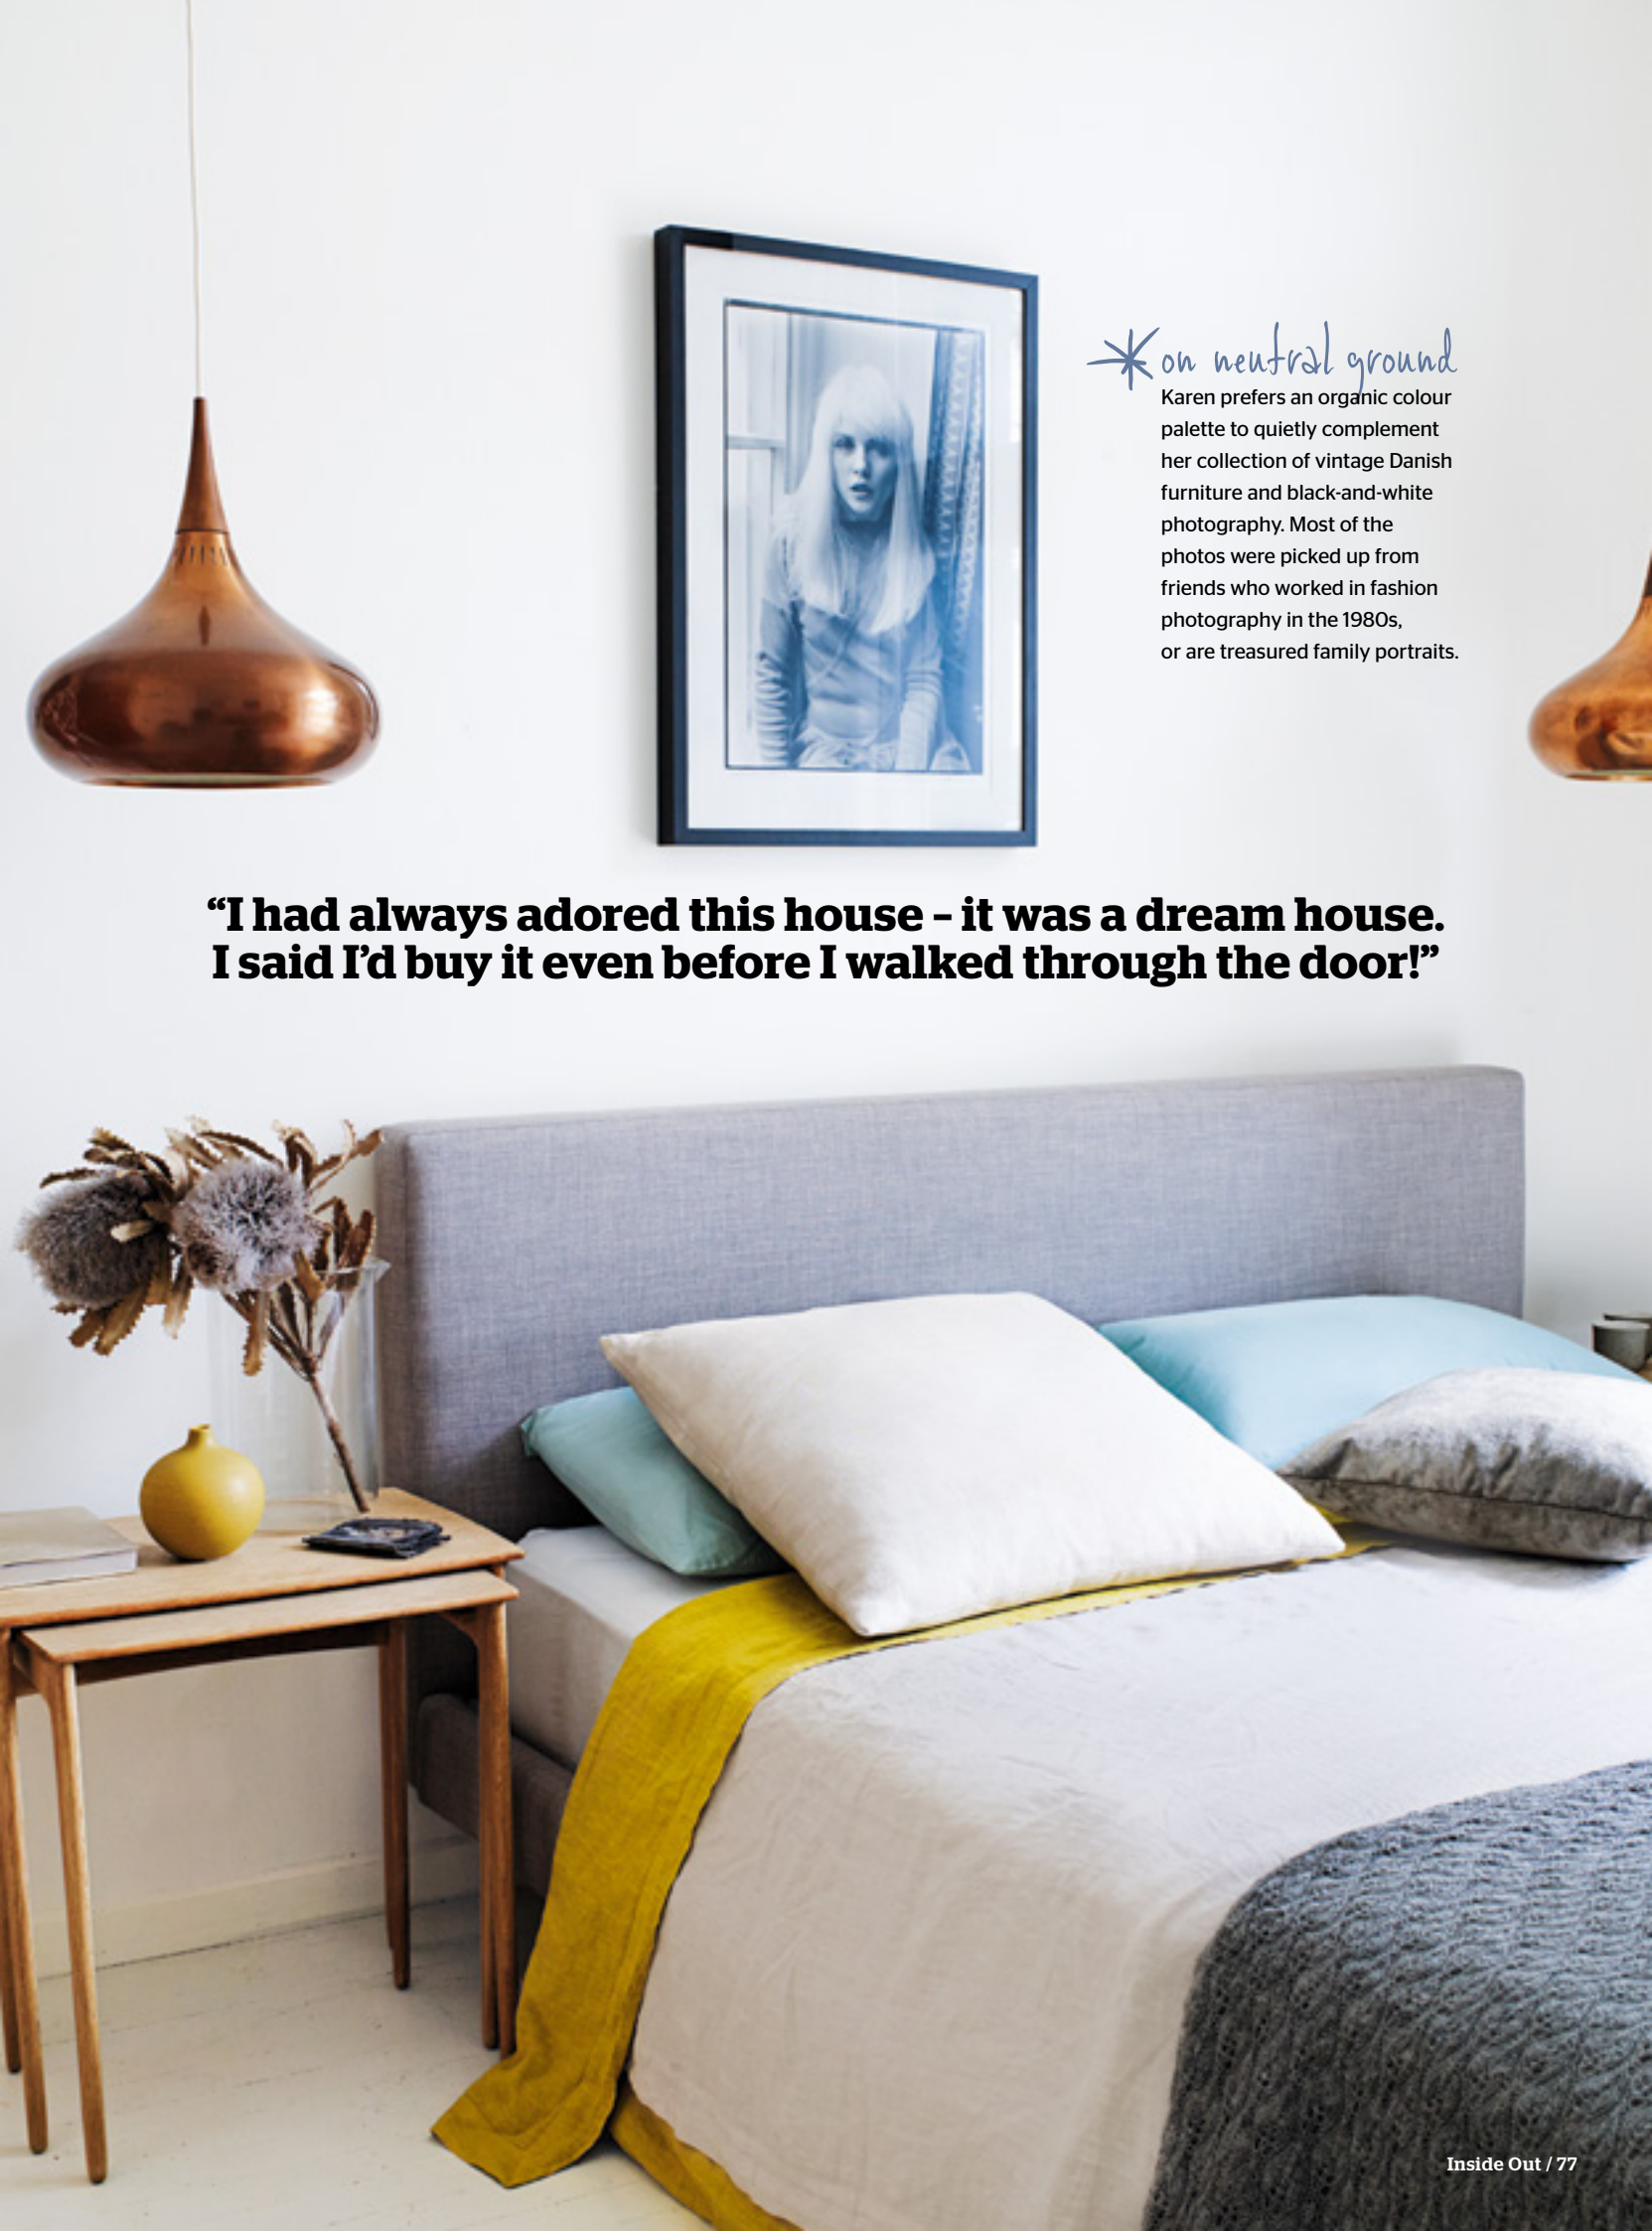 on neutral ground
Karen prefers an organic colour
palette to quietly complement
her collection of vintage Danish
furniture and black-and-white
photography. Most of the
photos were picked up from
friends who worked in fashion
photography in the 1980s,
or are treasured family portraits.
“I had always adored this house – it was a dream house.
I said I’d buy it even before I walked through the door!”
Inside Out / 77